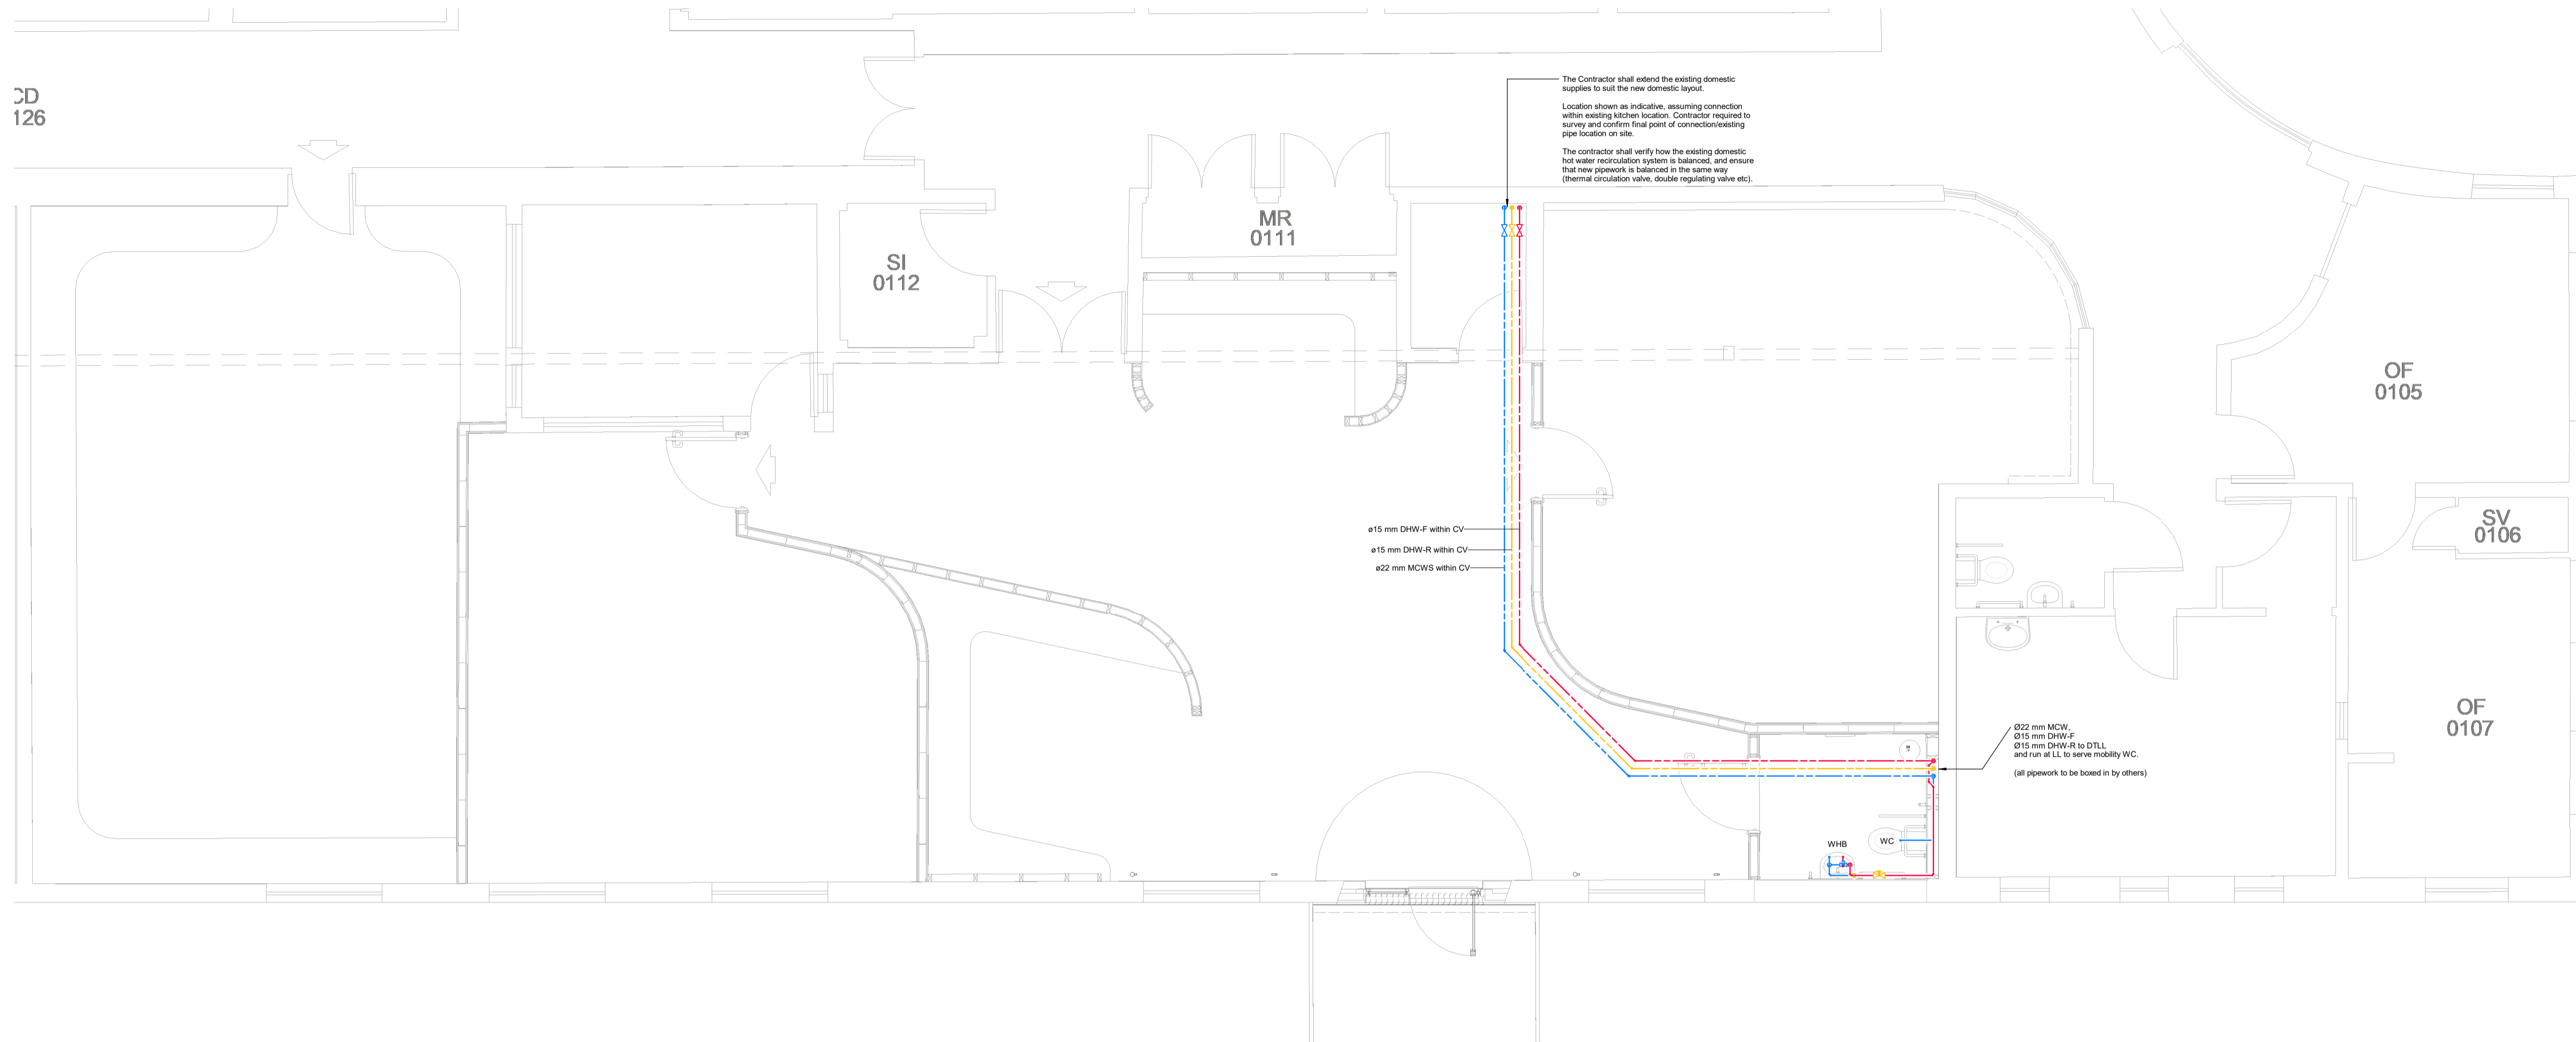 CD
126
The Contractor shall extend the existing domestic
supplies to suit the new domestic layout.
Location shown as indicative, assuming connection
within existing kitchen location. Contractor required to
survey and confirm final point of connection/existing
pipe location on site.
The contractor shall verify how the existing domestic
hot water recirculation system is balanced, and ensure
that new pipework is balanced in the same way
(thermal circulation valve, double regulating valve etc).
MR
0111
SI
0112
OF
0105
SV
0106
ø15 mm DHW-F within CV
ø15 mm DHW-R within CV
ø22 mm MCWS within CV
OF
0107
Ø22 mm MCW,
Ø15 mm DHW-F
Ø15 mm DHW-R to DTLL
and run at LL to serve mobility WC.
(all pipework to be boxed in by others)
WC
WHB